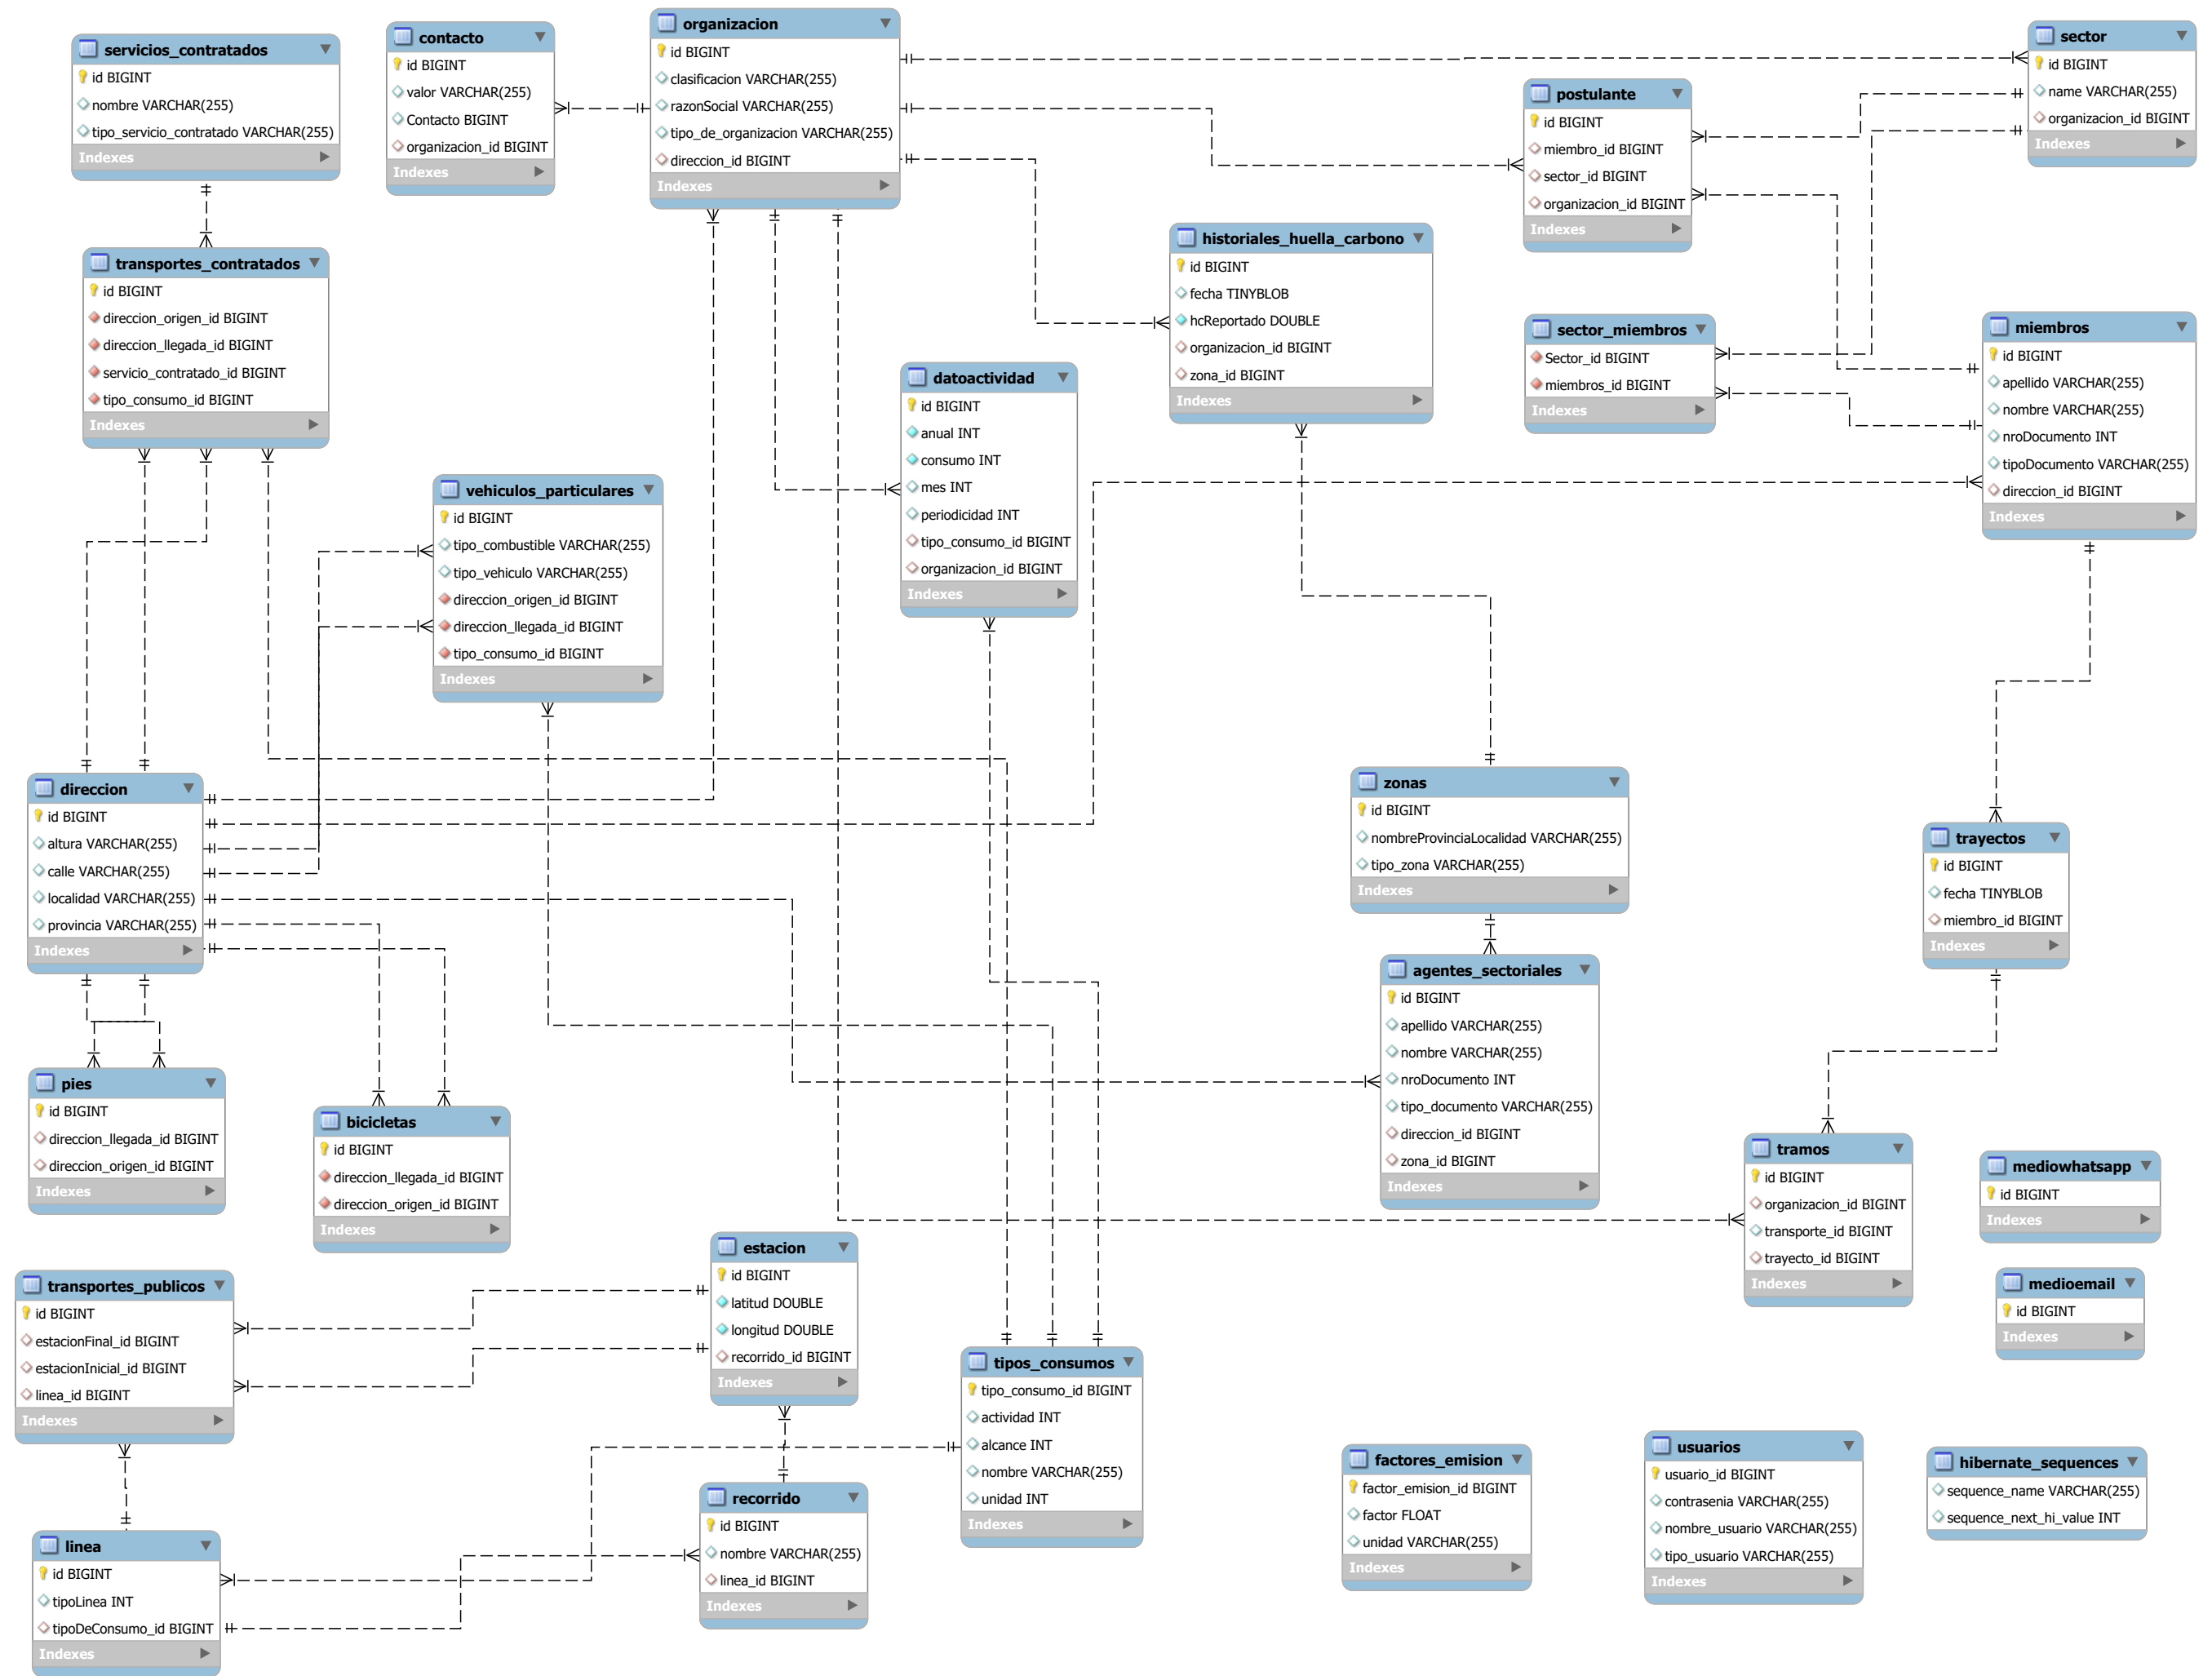 servicios_contratados
id BIGINT
nombre VARCHAR(255)
tipo_servicio_contratado VARCHAR(255)
Indexes
contacto
id BIGINT
valor VARCHAR(255)
Contacto BIGINT
organizacion_id BIGINT
Indexes
organizacion
id BIGINT
clasificacion VARCHAR(255)
razonSocial VARCHAR(255)
tipo_de_organizacion VARCHAR(255)
direccion_id BIGINT
Indexes
sector
id BIGINT
name VARCHAR(255)
organizacion_id BIGINT
Indexes
postulante
id BIGINT
miembro_id BIGINT
sector_id BIGINT
organizacion_id BIGINT
Indexes
transportes_contratados
id BIGINT
direccion_origen_id BIGINT
direccion_llegada_id BIGINT
servicio_contratado_id BIGINT
tipo_consumo_id BIGINT
Indexes
historiales_huella_carbono
id BIGINT
fecha TINYBLOB
hcReportado DOUBLE
organizacion_id BIGINT
zona_id BIGINT
Indexes
sector_miembros
Sector_id BIGINT
miembros_id BIGINT
Indexes
miembros
id BIGINT
apellido VARCHAR(255)
nombre VARCHAR(255)
nroDocumento INT
tipoDocumento VARCHAR(255)
direccion_id BIGINT
Indexes
datoactividad
id BIGINT
anual INT
consumo INT
mes INT
periodicidad INT
tipo_consumo_id BIGINT
organizacion_id BIGINT
Indexes
vehiculos_particulares
id BIGINT
tipo_combustible VARCHAR(255)
tipo_vehiculo VARCHAR(255)
direccion_origen_id BIGINT
direccion_llegada_id BIGINT
tipo_consumo_id BIGINT
Indexes
direccion
id BIGINT
altura VARCHAR(255)
calle VARCHAR(255)
localidad VARCHAR(255)
provincia VARCHAR(255)
Indexes
zonas
id BIGINT
nombreProvinciaLocalidad VARCHAR(255)
tipo_zona VARCHAR(255)
Indexes
trayectos
id BIGINT
fecha TINYBLOB
miembro_id BIGINT
Indexes
agentes_sectoriales
id BIGINT
apellido VARCHAR(255)
nombre VARCHAR(255)
nroDocumento INT
tipo_documento VARCHAR(255)
direccion_id BIGINT
zona_id BIGINT
Indexes
pies
id BIGINT
direccion_llegada_id BIGINT
direccion_origen_id BIGINT
Indexes
bicicletas
id BIGINT
direccion_llegada_id BIGINT
direccion_origen_id BIGINT
Indexes
tramos
id BIGINT
organizacion_id BIGINT
transporte_id BIGINT
trayecto_id BIGINT
Indexes
mediowhatsapp
id BIGINT
Indexes
medioemail
id BIGINT
Indexes
estacion
id BIGINT
latitud DOUBLE
longitud DOUBLE
recorrido_id BIGINT
Indexes
transportes_publicos
id BIGINT
estacionFinal_id BIGINT
estacionInicial_id BIGINT
linea_id BIGINT
Indexes
tipos_consumos
tipo_consumo_id BIGINT
actividad INT
alcance INT
nombre VARCHAR(255)
unidad INT
Indexes
recorrido
id BIGINT
nombre VARCHAR(255)
linea_id BIGINT
Indexes
linea
id BIGINT
tipoLinea INT
tipoDeConsumo_id BIGINT
Indexes
factores_emision
factor_emision_id BIGINT
factor FLOAT
unidad VARCHAR(255)
Indexes
usuarios
usuario_id BIGINT
contrasenia VARCHAR(255)
nombre_usuario VARCHAR(255)
tipo_usuario VARCHAR(255)
Indexes
hibernate_sequences
sequence_name VARCHAR(255)
sequence_next_hi_value INT